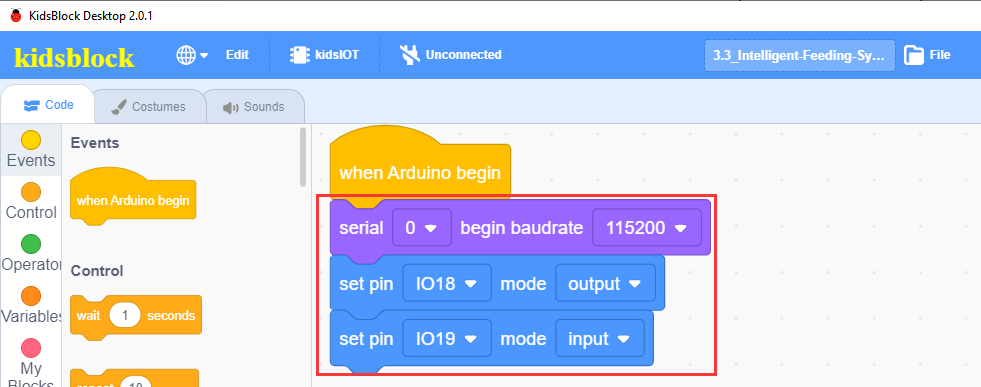 KidsBlock Desktop 2.0.1
kidsblock Edit kidsIOT Unconnected 3.3_Intelligent-Feeding-Sy... File
Code Costumes Sounds
Events
Control
Operator
Variables
My
Blocks
Events
when Arduino begin
Control
wait 1 seconds
repeat 10
when Arduino begin
serial 0 begin baudrate 115200
set pin IO18 mode output
set pin IO19 mode input